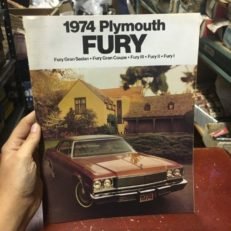 1974 Plymouth
FURY
Fury Gran Sedan • Fury Gran Coupe • Fury III • Fury II • Fury I